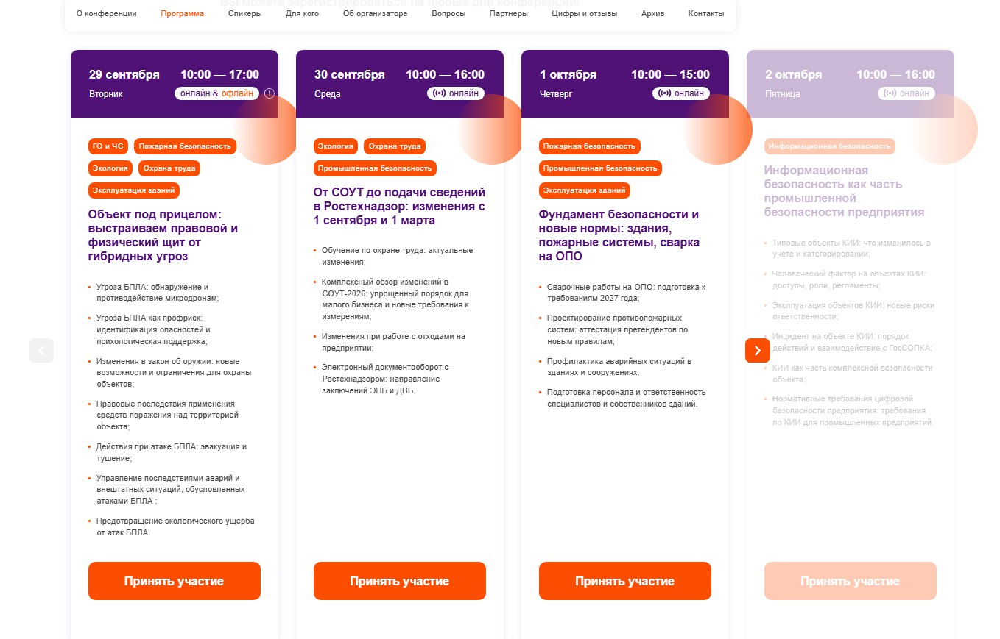 Вы можете зарегистрироваться на любые дни конференции!
О конференции Программа Спикеры Для кого Об организаторе Вопросы Партнеры Цифры и отзывы Архив Контакты
29 сентября 10:00 — 17:00
Вторник онлайн & офлайн !
ГО и ЧС Пожарная безопасность
Экология Охрана труда
Эксплуатация зданий
Объект под прицелом:
выстраиваем правовой и
физический щит от
гибридных угроз
• Угроза БПЛА: обнаружение и
противодействие микродронам;
• Угроза БПЛА как профриск:
идентификация опасностей и
психологическая поддержка;
• Изменения в закон об оружии: новые
возможности и ограничения для охраны
объектов;
• Правовые последствия применения
средств поражения над территорией
объекта;
• Действия при атаке БПЛА: эвакуация и
тушение;
• Управление последствиями аварий и
внештатных ситуаций, обусловленных
атаками БПЛА ;
• Предотвращение экологического ущерба
от атак БПЛА.
Принять участие
30 сентября 10:00 — 16:00
Среда онлайн
Экология Охрана труда
Промышленная безопасность
От СОУТ до подачи сведений
в Ростехнадзор: изменения с
1 сентября и 1 марта
• Обучение по охране труда: актуальные
изменения;
• Комплексный обзор изменений в
СОУТ-2026: упрощенный порядок для
малого бизнеса и новые требования к
измерениям;
• Изменения при работе с отходами на
предприятии;
• Электронный документооборот с
Ростехнадзором: направление
заключений ЭПБ и ДПБ.
Принять участие
1 октября 10:00 — 15:00
Четверг онлайн
Пожарная безопасность
Промышленная безопасность
Эксплуатация зданий
Фундамент безопасности и
новые нормы: здания,
пожарные системы, сварка
на ОПО
• Сварочные работы на ОПО: подготовка к
требованиям 2027 года;
• Проектирование противопожарных
систем: аттестация претендентов по
новым правилам;
• Профилактика аварийных ситуаций в
зданиях и сооружениях;
• Подготовка персонала и ответственность
специалистов и собственников зданий.
Принять участие
2 октября 10:00 — 16:00
Пятница онлайн
Информационная безопасность
Информационная
безопасность как часть
промышленной
безопасности предприятия
• Типовые объекты КИИ: что изменилось в
учете и категорировании;
• Человеческий фактор на объектах КИИ:
доступы, роли, регламенты;
• Эксплуатация объектов КИИ: новые риски
ответственности;
• Инцидент на объекте КИИ: порядок
действий и взаимодействие с ГосСОПКА;
• КИИ как часть комплексной безопасности
объекта;
• Нормативные требования цифровой
безопасности предприятия: требования
по КИИ для промышленных предприятий.
Принять участие